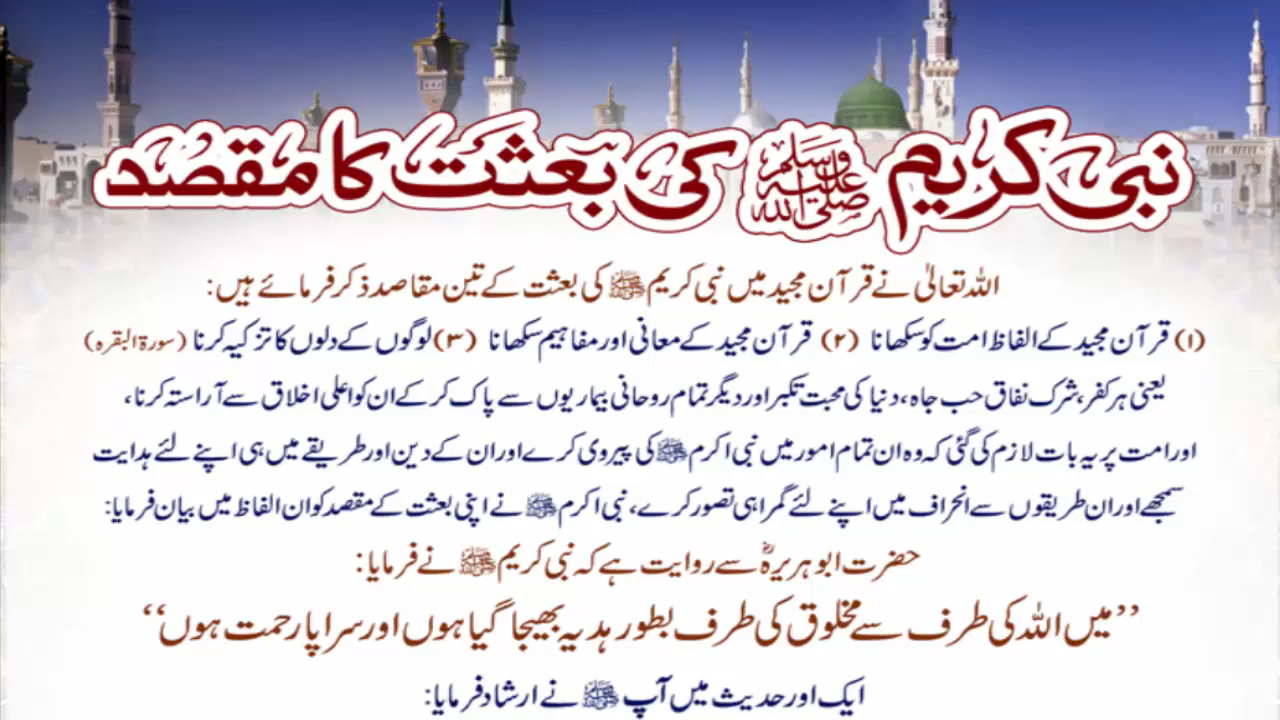 نبی کریم ﷺ کی بعثت کا مقصد
اللہ تعالیٰ نے قرآن مجید میں نبی کریم ﷺ کی بعثت کے تین مقاصد ذکر فرمائے ہیں:
(۱) قرآن مجید کے الفاظ امت کو سکھانا (۲) قرآن مجید کے معانی اور مفاہیم سکھانا (۳) لوگوں کے دلوں کا تزکیہ کرنا (سورۃ البقرہ)
یعنی ہر کفر، شرک نفاق حب جاہ، دنیا کی محبت تکبر اور دیگر تمام روحانی بیماریوں سے پاک کر کے ان کو اعلی اخلاق سے آراستہ کرنا،
اور امت پر یہ بات لازم کی گئی کہ وہ ان تمام امور میں نبی اکرم ﷺ کی پیروی کرے اور ان کے دین اور طریقے میں ہی اپنے لئے ہدایت
سمجھے اور ان طریقوں سے انحراف میں اپنے لئے گمراہی تصور کرے، نبی اکرم ﷺ نے اپنی بعثت کے مقصد کو ان الفاظ میں بیان فرمایا:
حضرت ابو ہریرہؓ سے روایت ہے کہ نبی کریم ﷺ نے فرمایا:
”میں اللہ کی طرف سے مخلوق کی طرف بطور ہدیہ بھیجا گیا ہوں اور سراپا رحمت ہوں“
ایک اور حدیث میں آپ ﷺ نے ارشاد فرمایا: